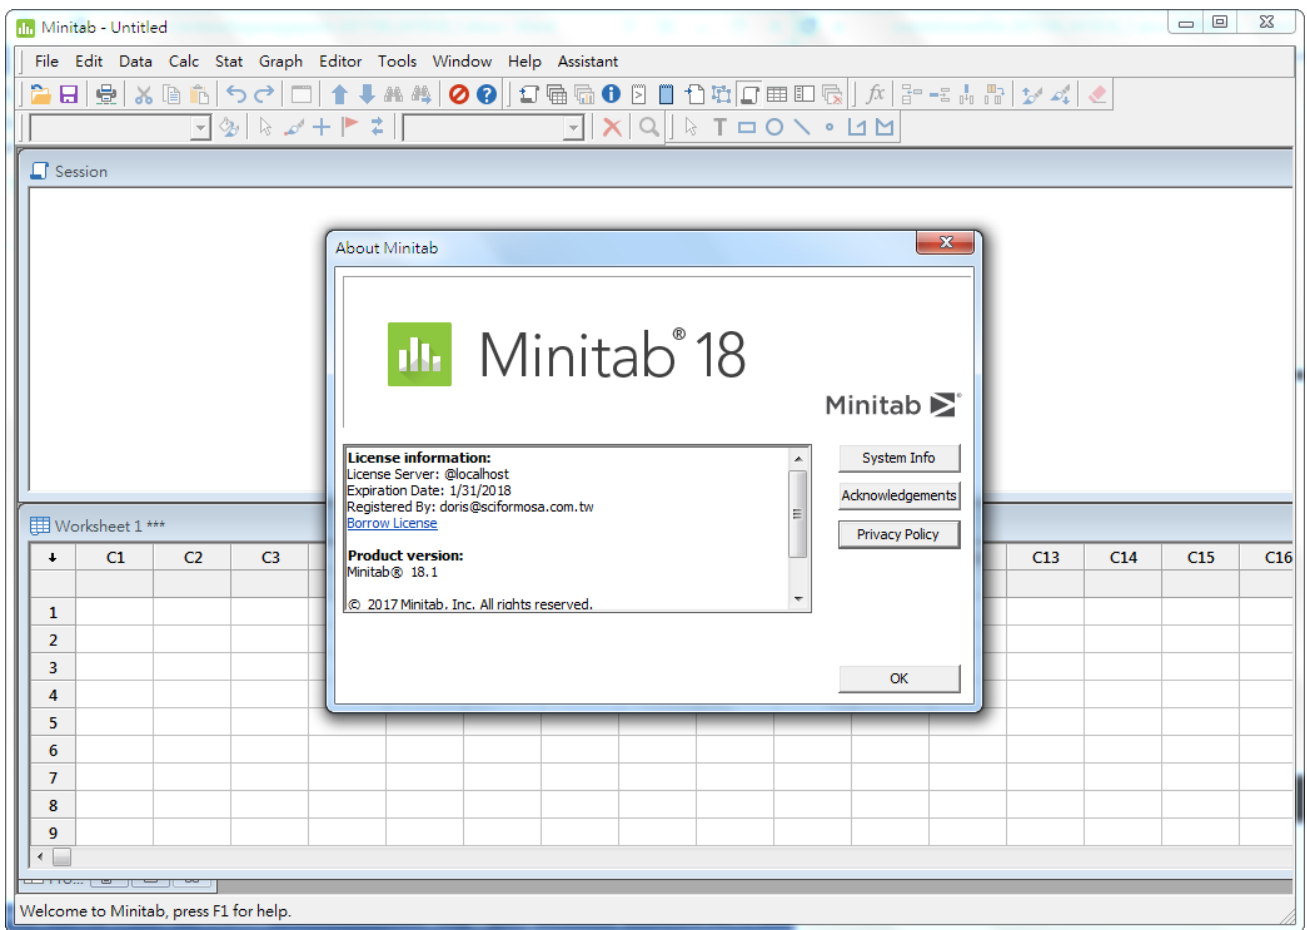 Minitab - Untitled
File Edit Data Calc Stat Graph Editor Tools Window Help Assistant
fx
T
Session
About Minitab
Minitab® 18
Minitab ®
License information:
License Server: @localhost
Expiration Date: 1/31/2018
Registered By: doris@sciformosa.com.tw
Borrow License
Product version:
Minitab® 18.1
© 2017 Minitab, Inc. All rights reserved.
System Info
Acknowledgements
Privacy Policy
OK
Worksheet 1 ***
C1 C2 C3 C13 C14 C15 C16
1
2
3
4
5
6
7
8
9
Welcome to Minitab, press F1 for help.